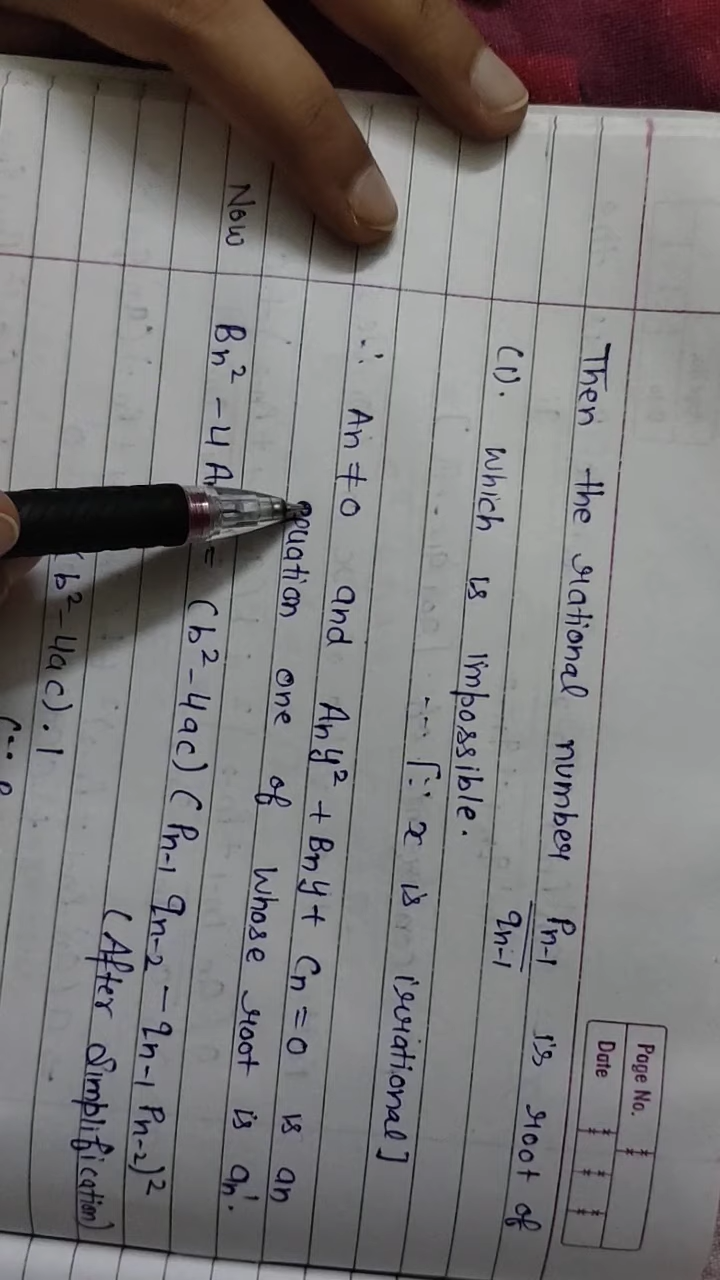 Page No.
Date
Then the rational number Pn-1/qn-1 is root of
(1). which is impossible.
-- [∵ x is irrational]
∴ An ≠ 0 and Any² + Bny + Cn = 0 is an
equation one of whose root is an'.
Now Bn² - 4 A = (b² - 4ac) (Pn-1 qn-2 - qn-1 Pn-2)²
(After Simplification)
(b² - 4ac) . 1